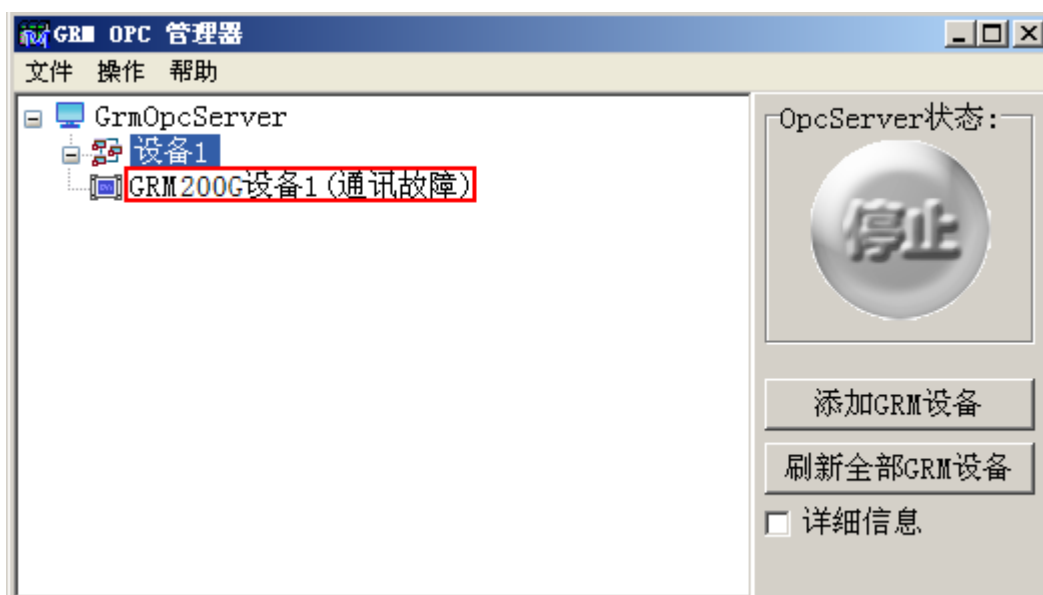 GRM OPC 管理器
文件 操作 帮助
GrmOpcServer
设备1
GRM200G设备1(通讯故障)
OpcServer状态:
停止
添加GRM设备
刷新全部GRM设备
详细信息